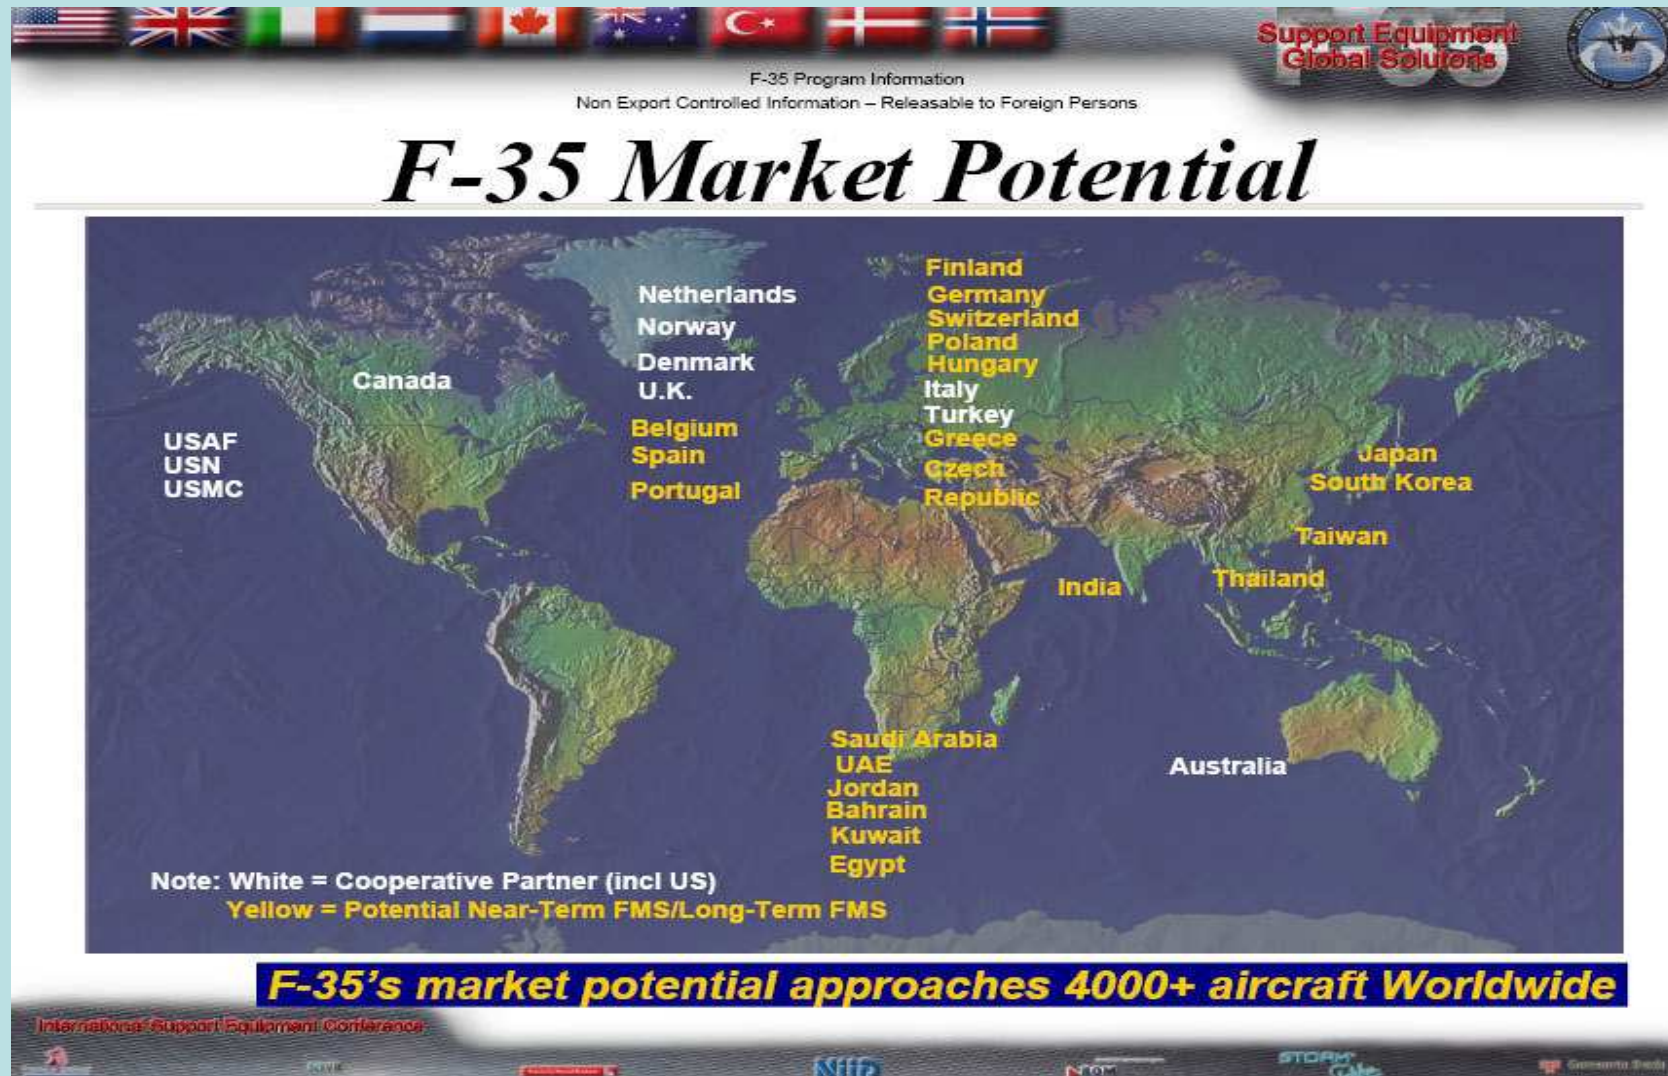 Support Equipment
Global Solutions
F-35 Program Information
Non Export Controlled Information – Releasable to Foreign Persons
F-35 Market Potential
Canada
USAF
USN
USMC
Netherlands
Norway
Denmark
U.K.
Belgium
Spain
Portugal
Finland
Germany
Switzerland
Poland
Hungary
Italy
Turkey
Greece
Czech
Republic
Japan
South Korea
Taiwan
Thailand
India
Saudi Arabia
UAE
Jordan
Bahrain
Kuwait
Egypt
Australia
Note: White = Cooperative Partner (incl US)
Yellow = Potential Near-Term FMS/Long-Term FMS
F-35's market potential approaches 4000+ aircraft Worldwide
International Support Equipment Conference
STORM